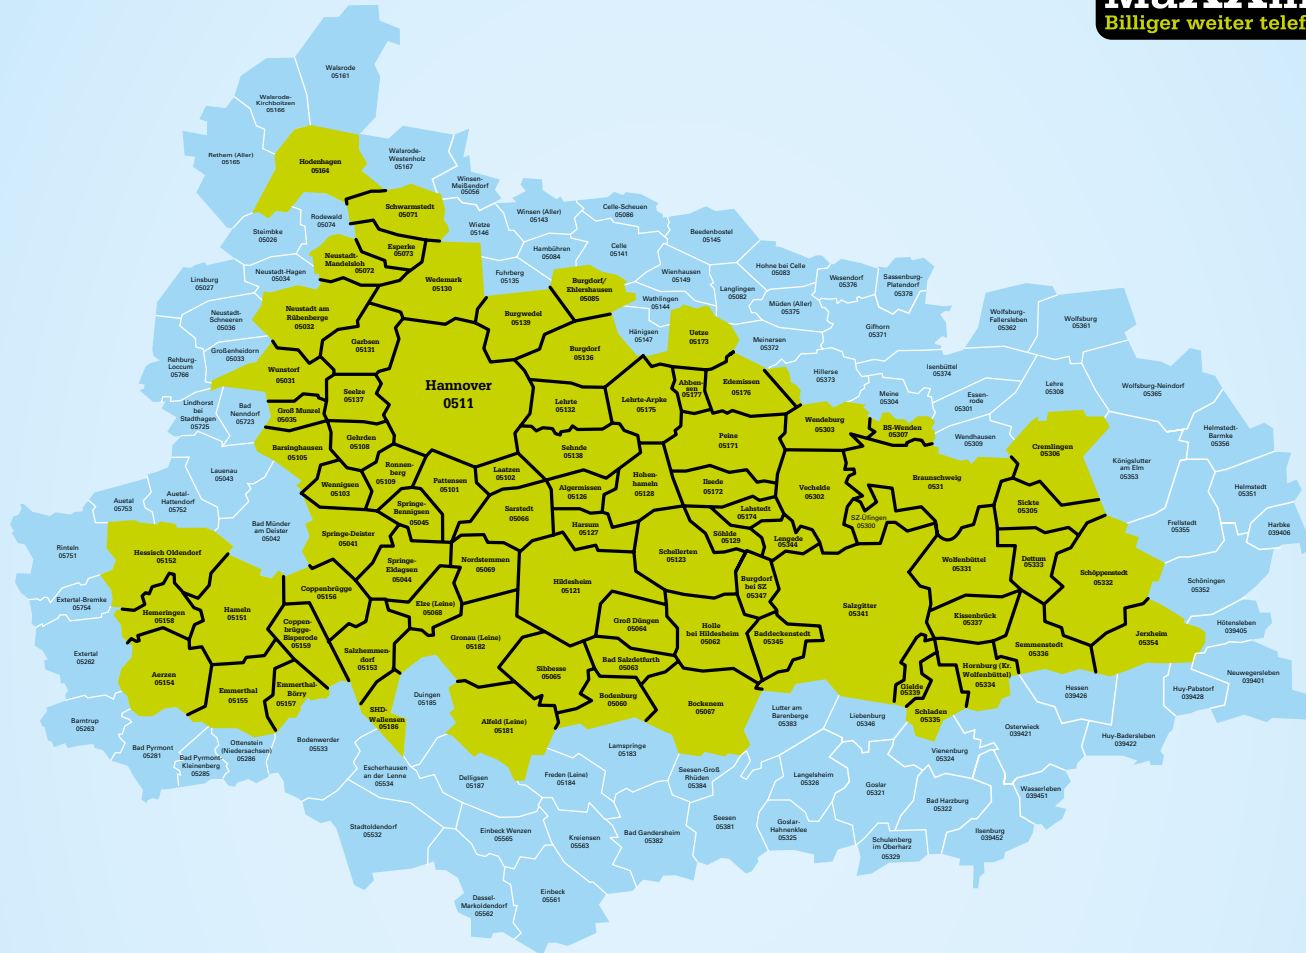 Billiger weiter telef
Walsrode
05161
Walsrode-
Kirchboitzen
05166
Rethem (Aller)
05165
Hodenhagen
05164
Walsrode-
Westenholz
05167
Winsen-
Meißendorf
05056
Schwarmstedt
05071
Rodewald
05074
Steimbke
05026
Wietze
05146
Winsen (Aller)
05143
Celle-Scheuen
05086
Beedenbostel
05145
Esperke
05073
Neustadt-
Mandelsloh
05072
Hambühren
05084
Celle
05141
Neustadt-Hagen
05034
Linsburg
05027
Wedemark
05130
Fuhrberg
05135
Burgdorf/
Ehlershausen
05085
Wienhausen
05149
Hohne bei Celle
05083
Langlingen
05082
Wesendorf
05376
Sassenburg-
Platendorf
05378
Wathlingen
05144
Müden (Aller)
05375
Neustadt am
Rübenberge
05032
Neustadt-
Schneeren
05036
Burgwedel
05139
Gifhorn
05371
Wolfsburg-
Fallersleben
05362
Wolfsburg
05361
Hänigsen
05147
Uetze
05173
Meinersen
05372
Garbsen
05131
Großenheidorn
05033
Burgdorf
05136
Rehburg-
Loccum
05766
Wunstorf
05031
Hillerse
05373
Isenbüttel
05374
Hannover
0511
Seelze
05137
Abben-
sen
05177
Edemissen
05176
Lehre
05308
Wolfsburg-Neindorf
05365
Meine
05304
Essen-
rode
05301
Lehrte
05132
Lehrte-Arpke
05175
Lindhorst
bei
Stadthagen
05725
Bad
Nenndorf
05723
Groß Munzel
05035
Wendeburg
05303
BS-Wenden
05307
Wendhausen
05309
Helmstedt-
Barmke
05356
Gehrden
05108
Barsinghausen
05105
Sehnde
05138
Peine
05171
Cremlingen
05306
Königslutter
am Elm
05353
Lauenau
05043
Ronnen-
berg
05109
Laatzen
05102
Pattensen
05101
Wennigsen
05103
Algermissen
05126
Hohen-
hameln
05128
Ilsede
05172
Vechelde
05302
Braunschweig
0531
Helmstedt
05351
Auetal
05753
Auetal-
Hattendorf
05752
Springe-
Bennigsen
05045
Sarstedt
05066
Lahstedt
05174
SZ-Üfingen
05300
Sickte
05305
Frellstedt
05355
Harbke
039406
Bad Münder
am Deister
05042
Springe-Deister
05041
Harsum
05127
Söhlde
05129
Lengede
05344
Rinteln
05751
Hessisch Oldendorf
05152
Springe-
Eldagsen
05044
Nordstemmen
05069
Schellerten
05123
Wolfenbüttel
05331
Dettum
05333
Schöppenstedt
05332
Schöningen
05352
Hildesheim
05121
Burgdorf
bei SZ
05347
Coppenbrügge
05156
Extertal-Bremke
05754
Hemeringen
05158
Hameln
05151
Elze (Leine)
05068
Salzgitter
05341
Kissenbrück
05337
Hötensleben
039405
Coppen-
brügge-
Bisperode
05159
Groß Düngen
05064
Holle
bei Hildesheim
05062
Baddeckenstedt
05345
Jerxheim
05354
Gronau (Leine)
05182
Semmenstedt
05336
Extertal
05262
Salzhemmen-
dorf
05153
Bad Salzdetfurth
05063
Sibbesse
05065
Hornburg (Kr.
Wolfenbüttel)
05334
Neuwegersleben
039401
Aerzen
05154
Emmerthal
05155
Emmerthal-
Börry
05157
Gielde
05339
Hessen
039426
Huy-Pabstorf
039428
Duingen
05185
Bodenburg
05060
Bockenem
05067
SHD-
Wallensen
05186
Lutter am
Barenberge
05383
Liebenburg
05346
Schladen
05335
Barntrup
05263
Alfeld (Leine)
05181
Osterwieck
039421
Huy-Badersleben
039422
Bad Pyrmont
05281
Bad Pyrmont-
Kleinenberg
05285
Ottenstein
(Niedersachsen)
05286
Bodenwerder
05533
Lamspringe
05183
Vienenburg
05324
Escherhausen
an der Lenne
05534
Delligsen
05187
Freden (Leine)
05184
Seesen-Groß
Rhüden
05384
Langelsheim
05326
Goslar
05321
Wasserleben
039451
Bad Harzburg
05322
Stadtoldendorf
05532
Einbeck Wenzen
05565
Kreiensen
05563
Bad Gandersheim
05382
Seesen
05381
Goslar-
Hahnenklee
05325
Schulenberg
im Oberharz
05329
Ilsenburg
039452
Dassel-
Markoldendorf
05562
Einbeck
05561